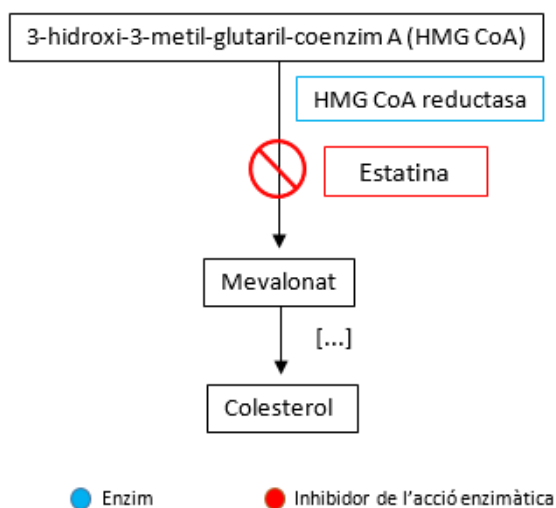 3-hidroxi-3-metil-glutaril-coenzim A (HMG CoA)
HMG CoA reductasa
Estatina
Mevalonat
[...]
Colesterol
Enzim
Inhibidor de l'acció enzimàtica